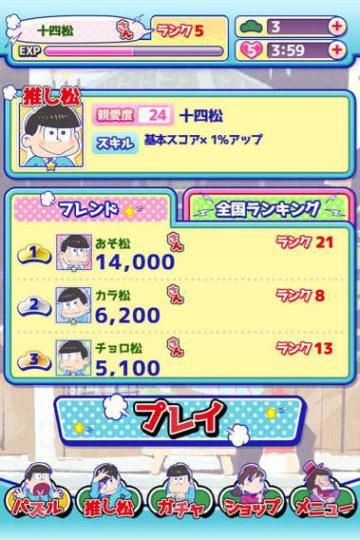 十四松 さん ランク 5
3
EXP
5 3:59
推し松
親愛度 24 十四松
スキル 基本スコア× 1%アップ
フレンド 全国ランキング
1 おそ松 さん ランク 21
14,000
2 カラ松 さん ランク 8
6,200
3 チョロ松 さん ランク 13
5,100
プレイ
パズル 推し松 ガチャ ショップ メニュー